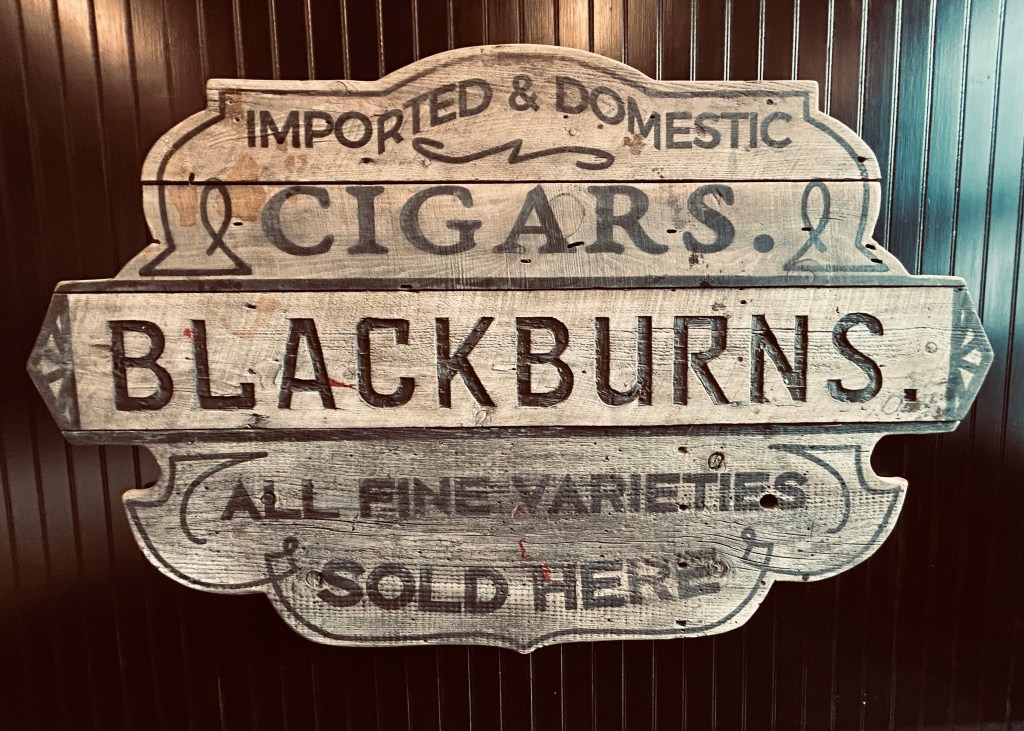 IMPORTED & DOMESTIC
CIGARS.
BLACKBURNS.
ALL FINE VARIETIES
SOLD HERE